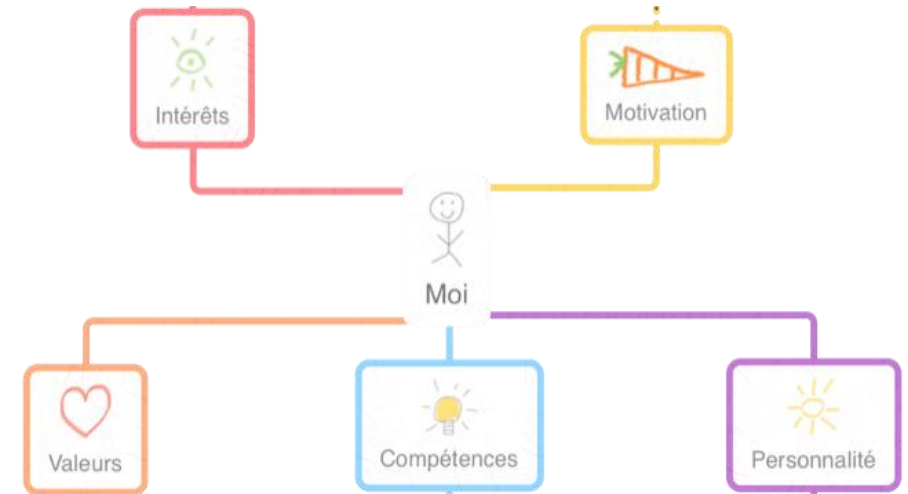 Intérêts
Motivation
Moi
Valeurs
Compétences
Personnalité